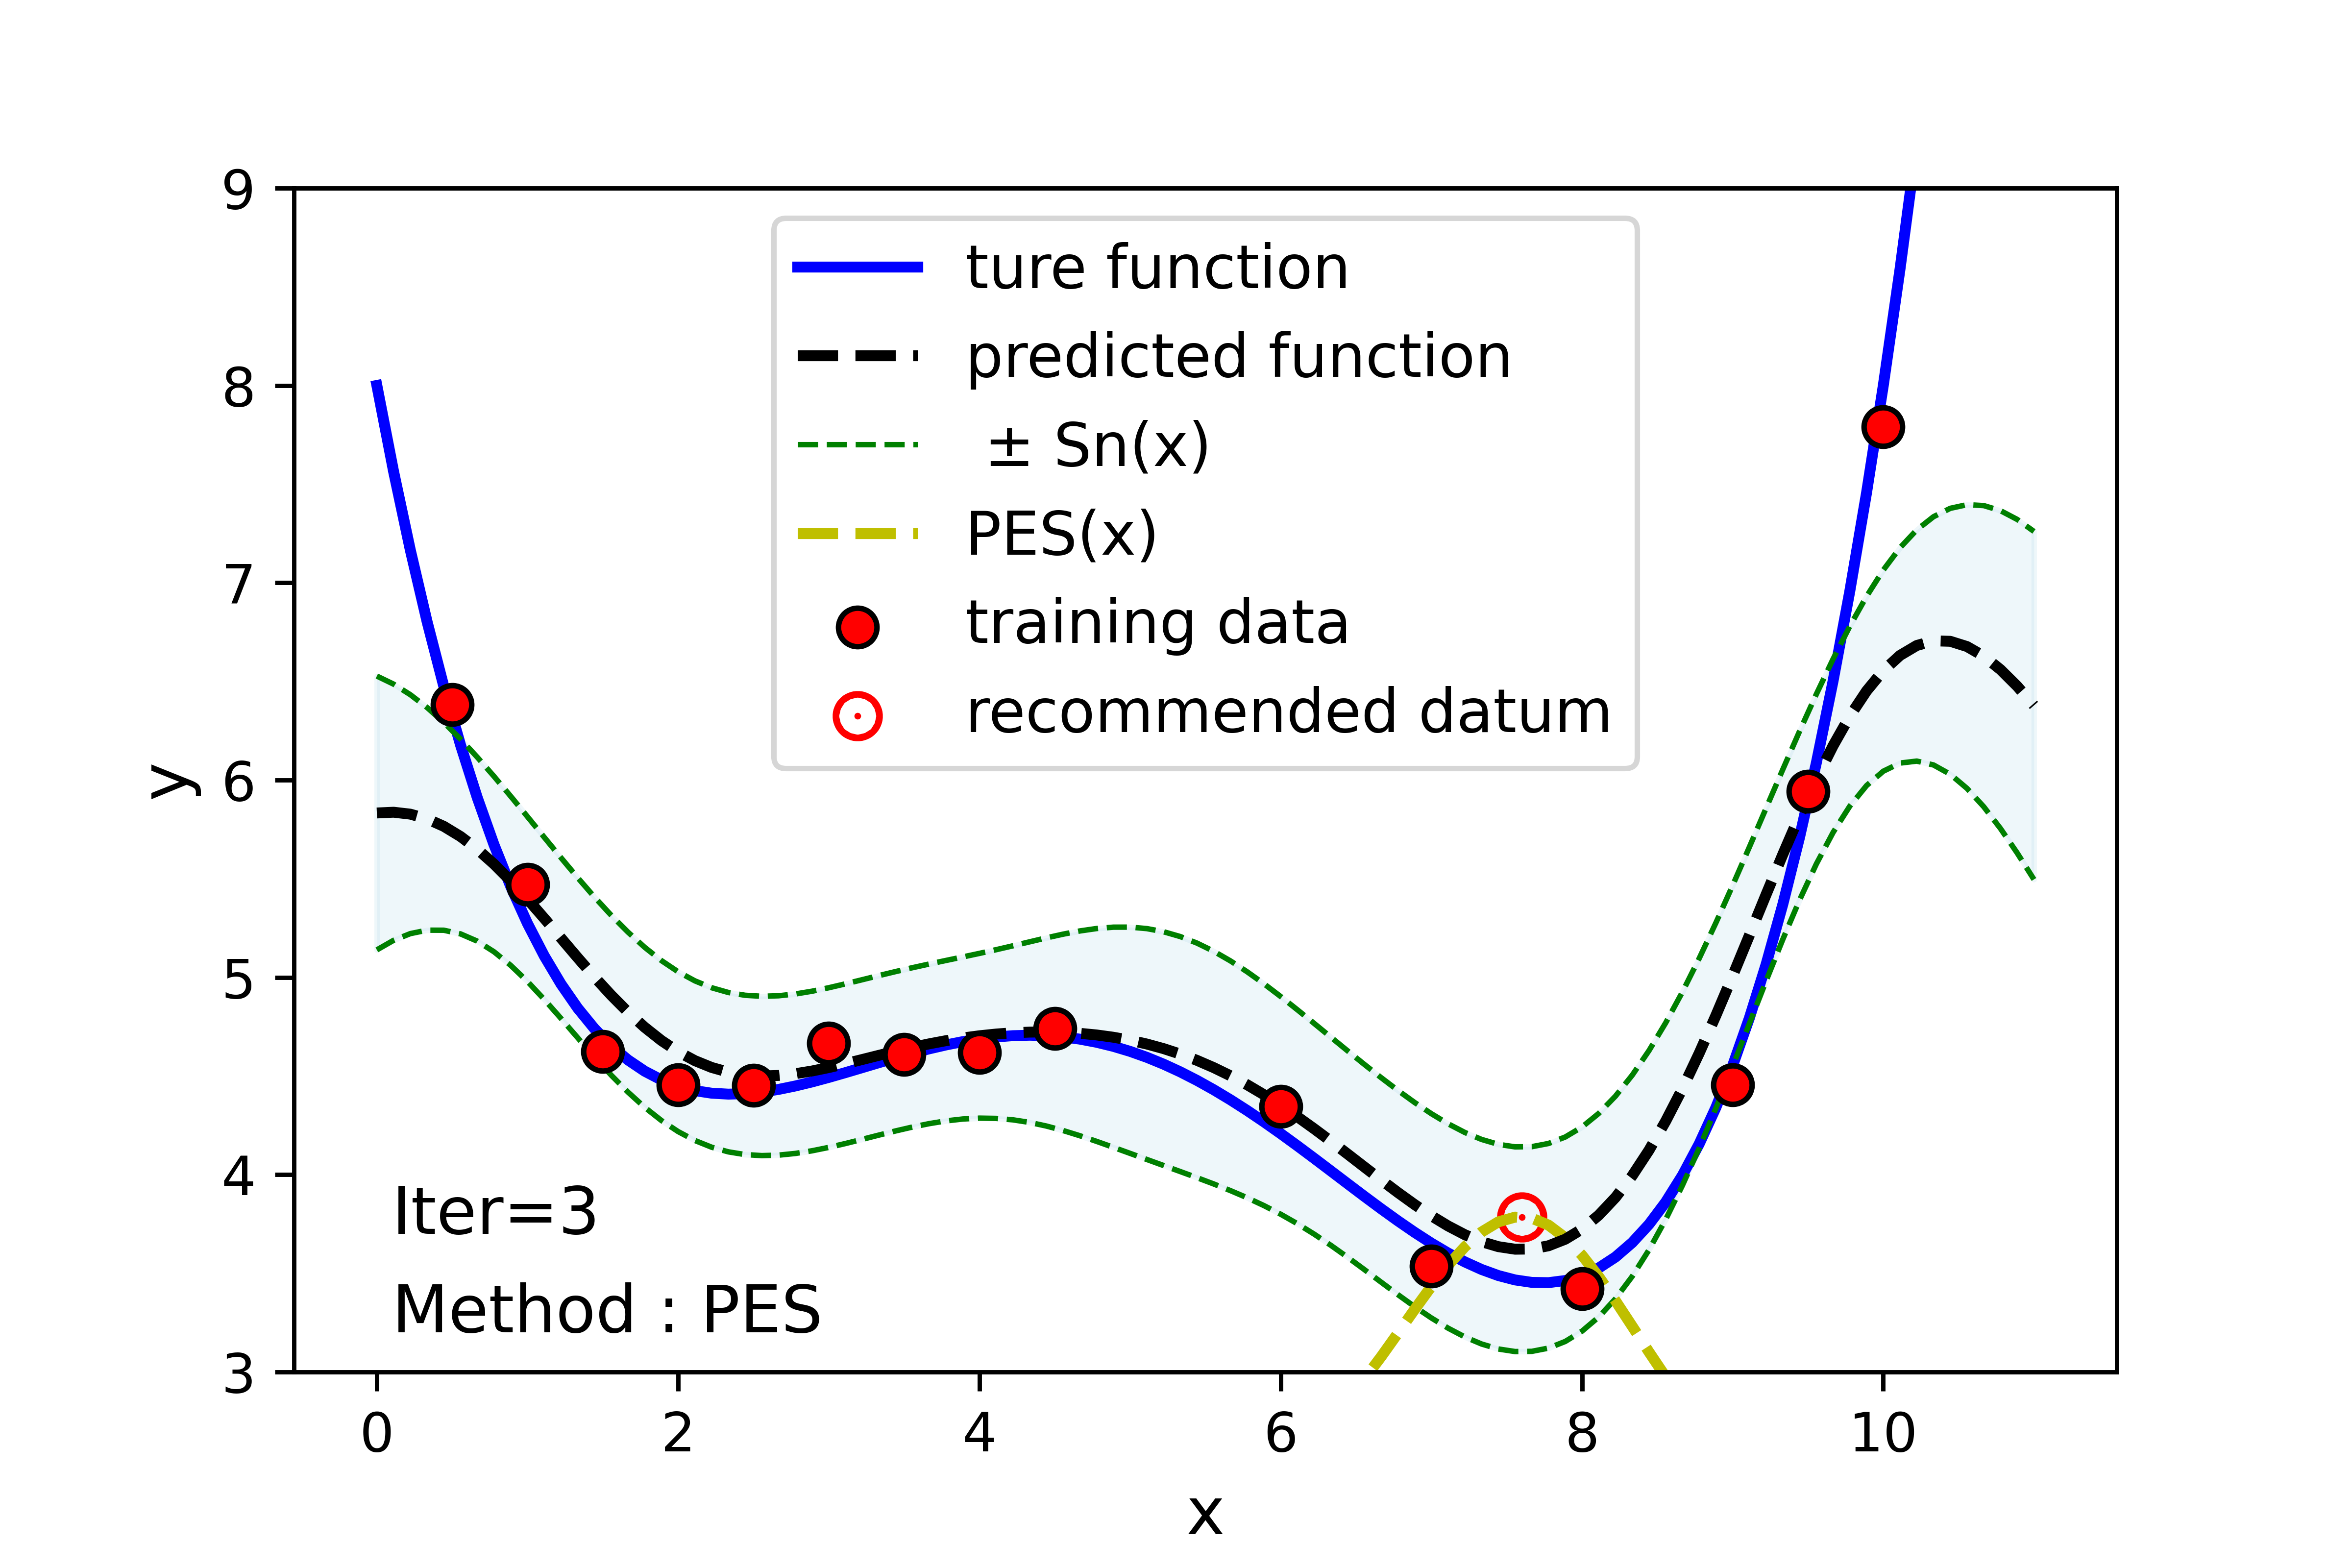 9
8
7
6
5
4
3
y
ture function
predicted function
± Sn(x)
PES(x)
training data
recommended datum
Iter=3
Method : PES
0 2 4 6 8 10
x